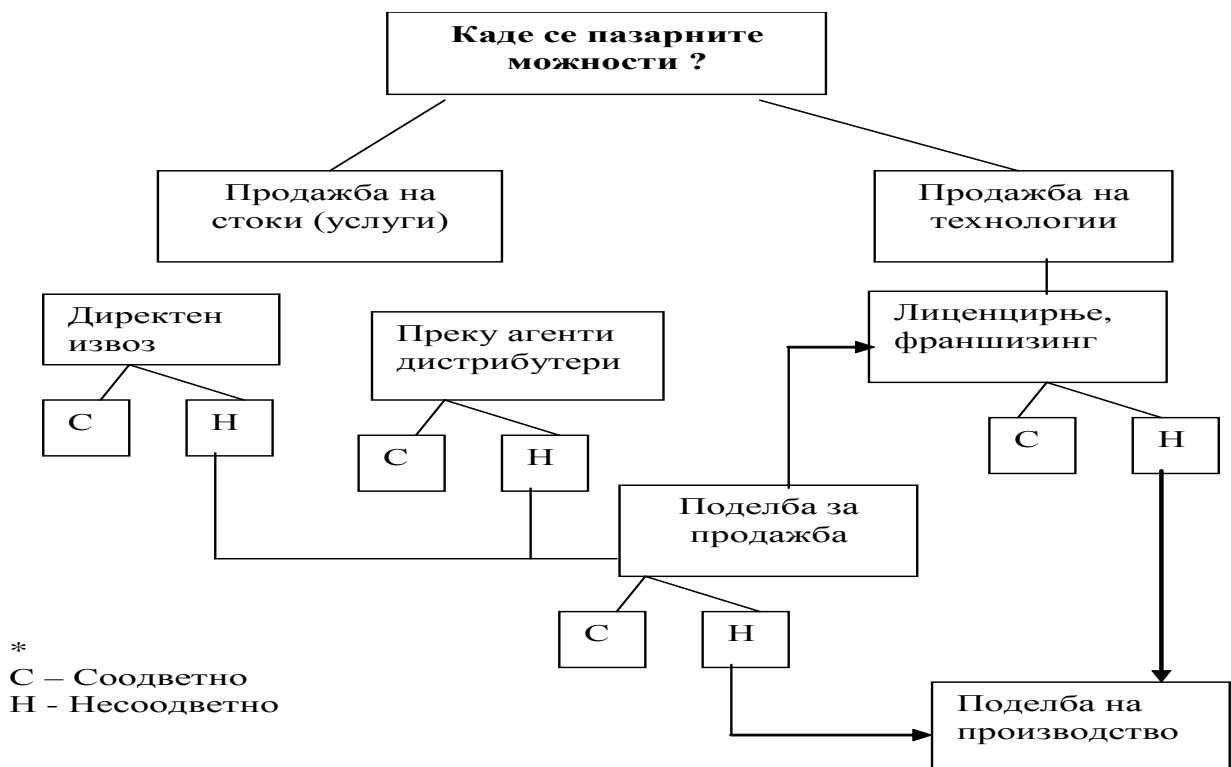 Каде се пазарните
можности ?
Продажба на
стоки (услуги)
Продажба на
технологии
Директен
извоз
Преку агенти
дистрибутери
Лиценцирње,
франшизинг
С
Н
С
Н
С
Н
Поделба за
продажба
С
Н
*
С – Соодветно
Н - Несоодветно
Поделба на
производство